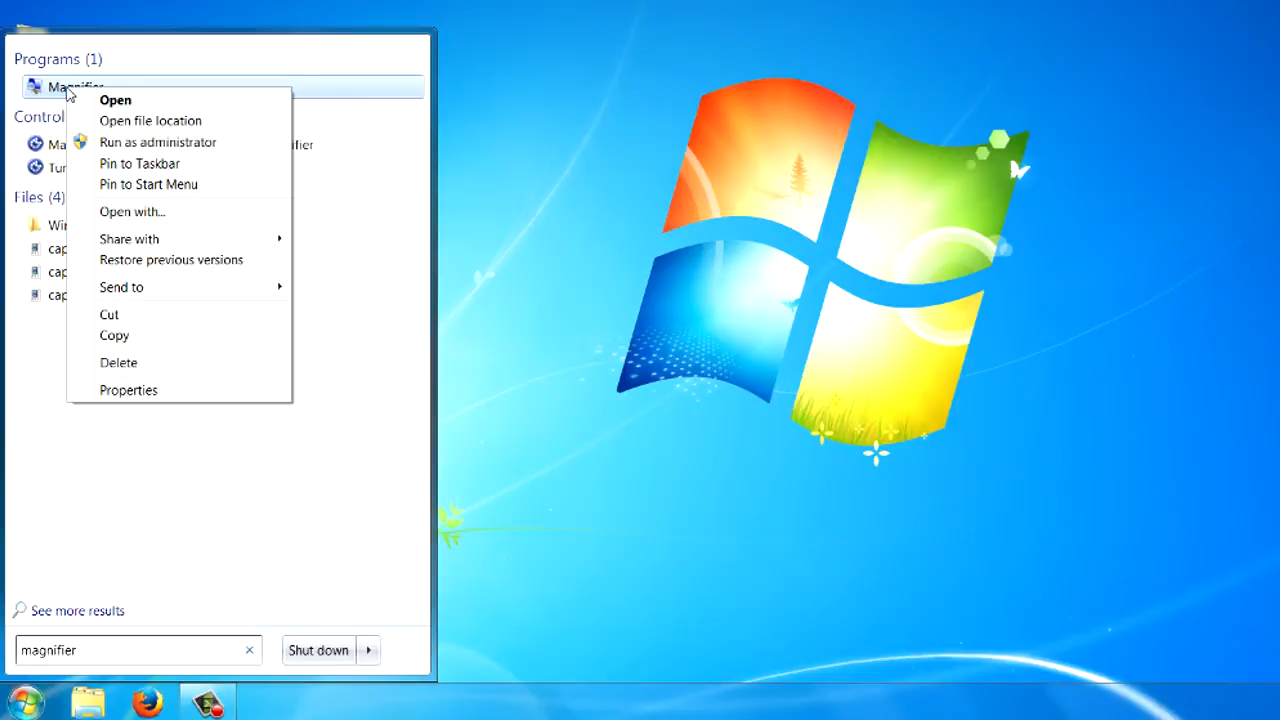 Programs (1)
Magnifier
Open
Open file location
Control
Run as administrator
ifier
Pin to Taskbar
Pin to Start Menu
Files (4)
Open with...
Share with
Restore previous versions
Send to
Cut
Copy
Delete
Properties
See more results
magnifier
Shut down